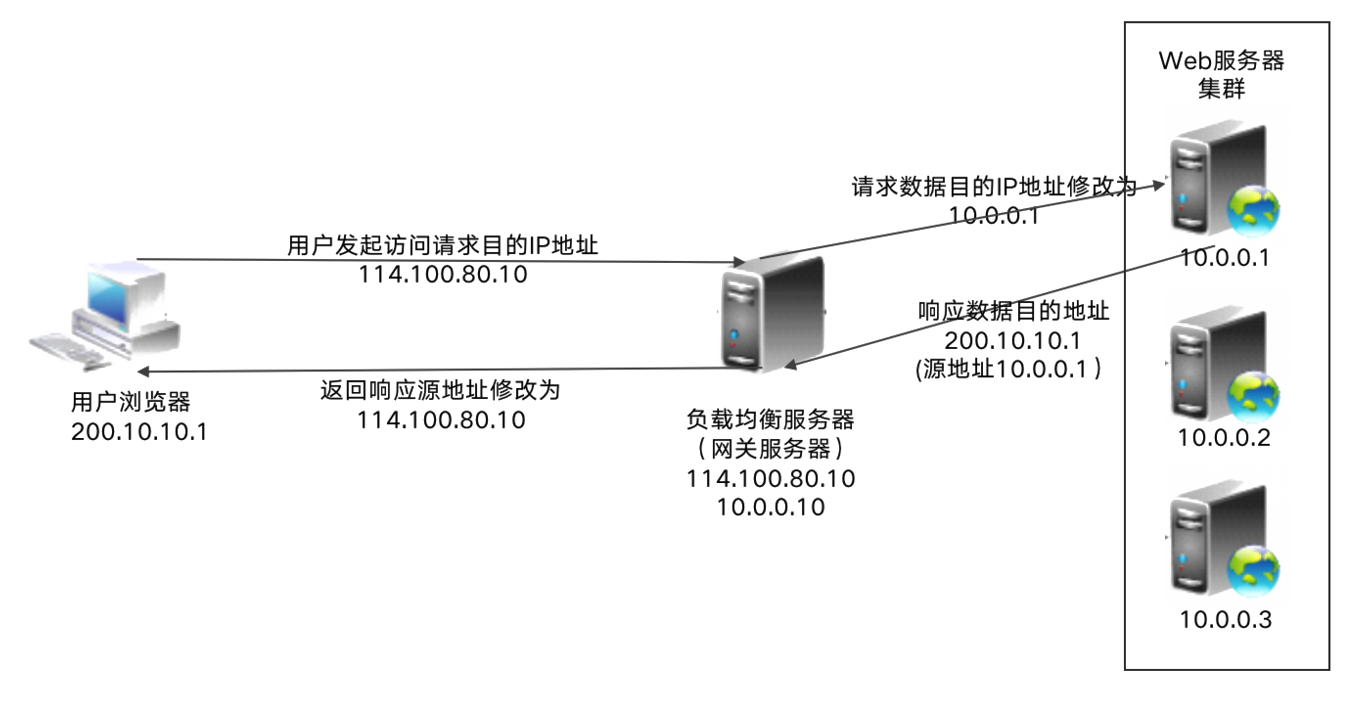 Web服务器
集群
请求数据目的IP地址修改为
10.0.0.1
用户发起访问请求目的IP地址
114.100.80.10
10.0.0.1
响应数据目的地址
200.10.10.1
(源地址10.0.0.1）
返回响应源地址修改为
114.100.80.10
用户浏览器
200.10.10.1
负载均衡服务器
（网关服务器）
114.100.80.10
10.0.0.10
10.0.0.2
10.0.0.3